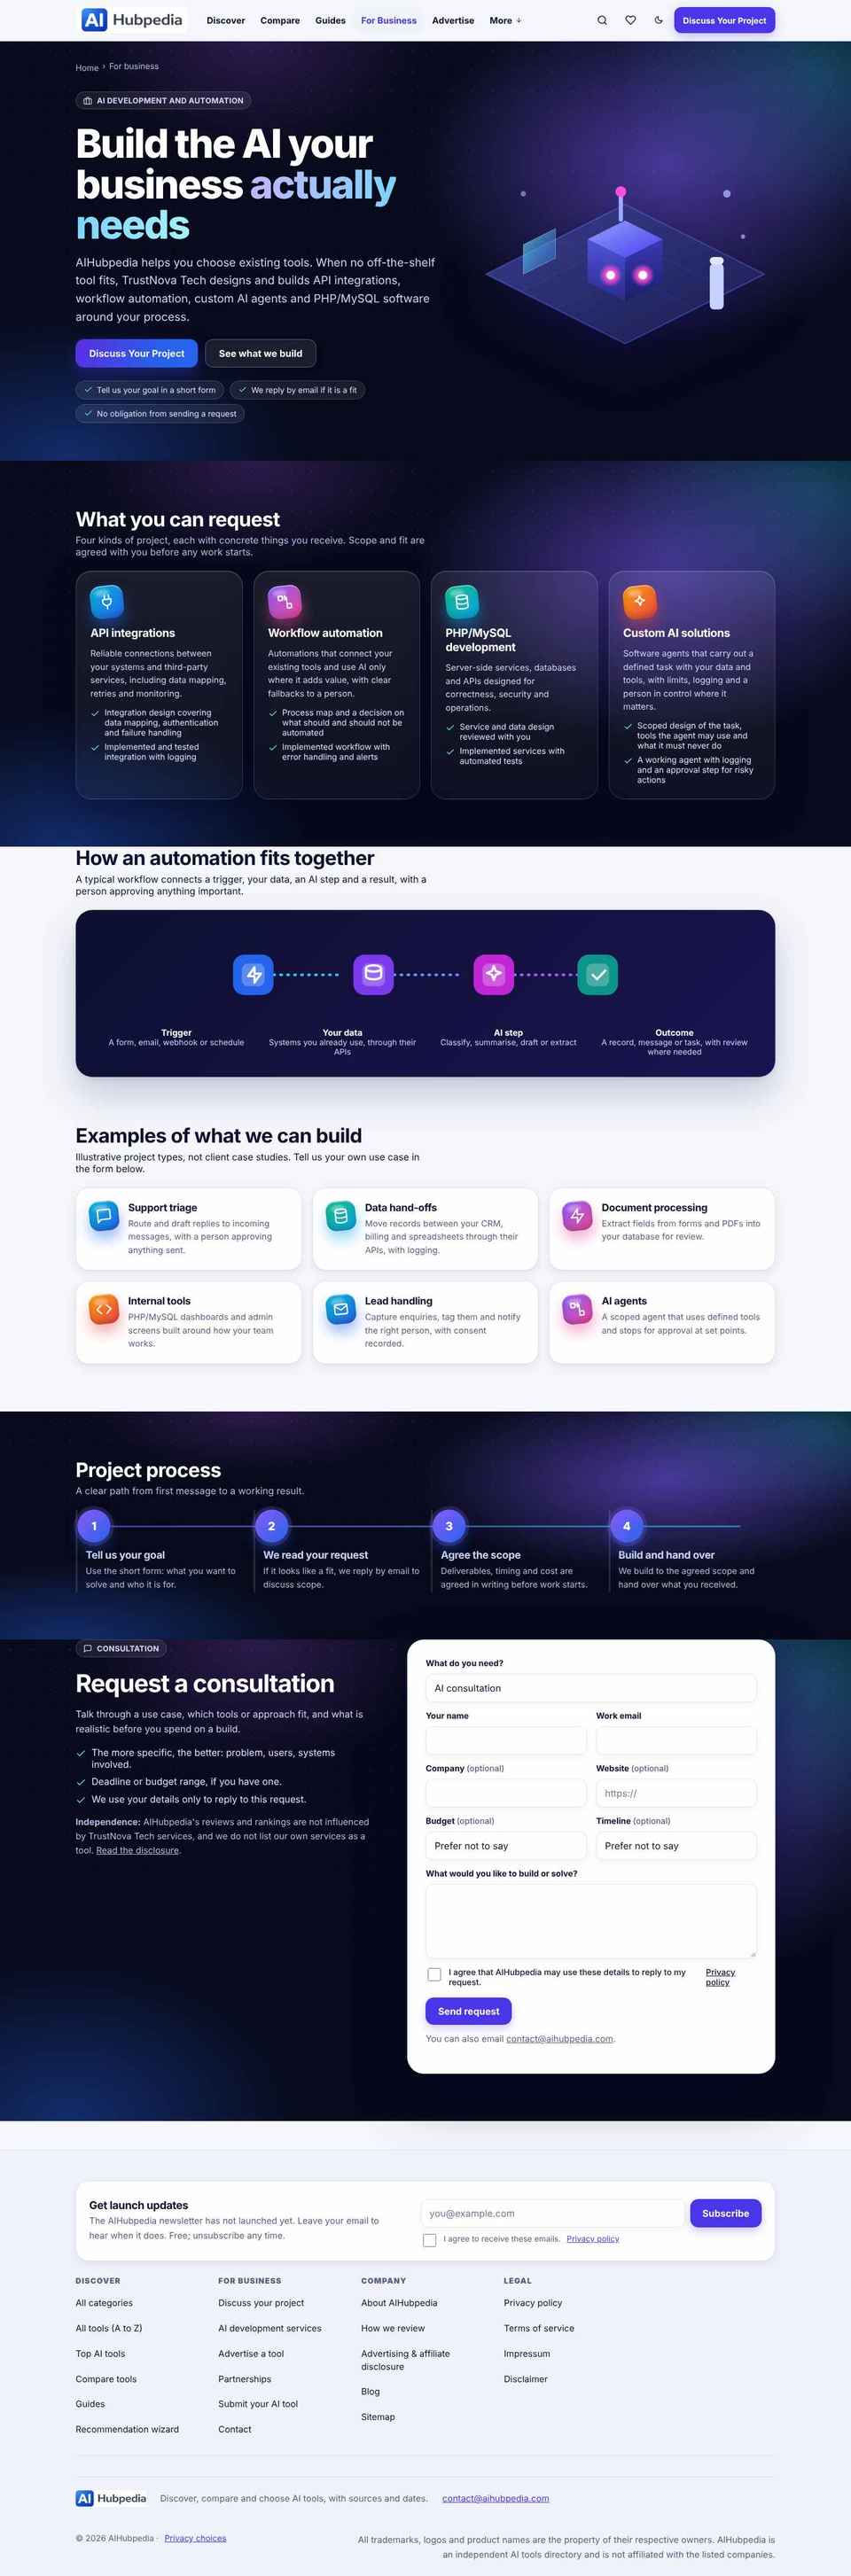 AI Hubpedia
Discover Compare Guides For Business Advertise More
Discuss Your Project
Home › For business
AI DEVELOPMENT AND AUTOMATION
Build the AI your
business actually
needs
AIHubpedia helps you choose existing tools. When no off-the-shelf
tool fits, TrustNova Tech designs and builds API integrations,
workflow automation, custom AI agents and PHP/MySQL software
around your process.
Discuss Your Project
See what we build
Tell us your goal in a short form
We reply by email if it is a fit
No obligation from sending a request
What you can request
Four kinds of project, each with concrete things you receive. Scope and fit are
agreed with you before any work starts.
API integrations
Reliable connections between
your systems and third-party
services, including data mapping,
retries and monitoring.
Integration design covering
data mapping, authentication
and failure handling
Implemented and tested
integration with logging
Workflow automation
Automations that connect your
existing tools and use AI only
where it adds value, with clear
fallbacks to a person.
Process map and a decision on
what should and should not be
automated
Implemented workflow with
error handling and alerts
PHP/MySQL
development
Server-side services, databases
and APIs designed for
correctness, security and
operations.
Service and data design
reviewed with you
Implemented services with
automated tests
Custom AI solutions
Software agents that carry out a
defined task with your data and
tools, with limits, logging and a
person in control where it
matters.
Scoped design of the task,
tools the agent may use and
what it must never do
A working agent with logging
and an approval step for risky
actions
How an automation fits together
A typical workflow connects a trigger, your data, an AI step and a result, with a
person approving anything important.
Trigger
A form, email, webhook or schedule
Your data
Systems you already use, through their
APIs
AI step
Classify, summarise, draft or extract
Outcome
A record, message or task, with review
where needed
Examples of what we can build
Illustrative project types, not client case studies. Tell us your own use case in
the form below.
Support triage
Route and draft replies to incoming
messages, with a person approving
anything sent.
Data hand-offs
Move records between your CRM,
billing and spreadsheets through their
APIs, with logging.
Document processing
Extract fields from forms and PDFs into
your database for review.
Internal tools
PHP/MySQL dashboards and admin
screens built around how your team
works.
Lead handling
Capture enquiries, tag them and notify
the right person, with consent
recorded.
AI agents
A scoped agent that uses defined tools
and stops for approval at set points.
Project process
A clear path from first message to a working result.
1
Tell us your goal
Use the short form: what you want to
solve and who it is for.
2
We read your request
If it looks like a fit, we reply by email to
discuss scope.
3
Agree the scope
Deliverables, timing and cost are
agreed in writing before work starts.
4
Build and hand over
We build to the agreed scope and
hand over what you received.
CONSULTATION
Request a consultation
Talk through a use case, which tools or approach fit, and what is
realistic before you spend on a build.
The more specific, the better: problem, users, systems
involved.
Deadline or budget range, if you have one.
We use your details only to reply to this request.
Independence: AIHubpedia's reviews and rankings are not influenced
by TrustNova Tech services, and we do not list our own services as a
tool. Read the disclosure.
What do you need?
AI consultation
Your name
Work email
Company (optional)
Website (optional)
https://
Budget (optional)
Timeline (optional)
Prefer not to say
Prefer not to say
What would you like to build or solve?
I agree that AIHubpedia may use these details to reply to my
request.
Privacy
policy
Send request
You can also email contact@aihubpedia.com.
Get launch updates
The AIHubpedia newsletter has not launched yet. Leave your email to
hear when it does. Free; unsubscribe any time.
you@example.com
Subscribe
I agree to receive these emails. Privacy policy
DISCOVER
All categories
All tools (A to Z)
Top AI tools
Compare tools
Guides
Recommendation wizard
FOR BUSINESS
Discuss your project
AI development services
Advertise a tool
Partnerships
Submit your AI tool
Contact
COMPANY
About AIHubpedia
How we review
Advertising & affiliate
disclosure
Blog
Sitemap
LEGAL
Privacy policy
Terms of service
Impressum
Disclaimer
AI Hubpedia
Discover, compare and choose AI tools, with sources and dates.
contact@aihubpedia.com
© 2026 AIHubpedia · Privacy choices
All trademarks, logos and product names are the property of their respective owners. AIHubpedia is
an independent AI tools directory and is not affiliated with the listed companies.